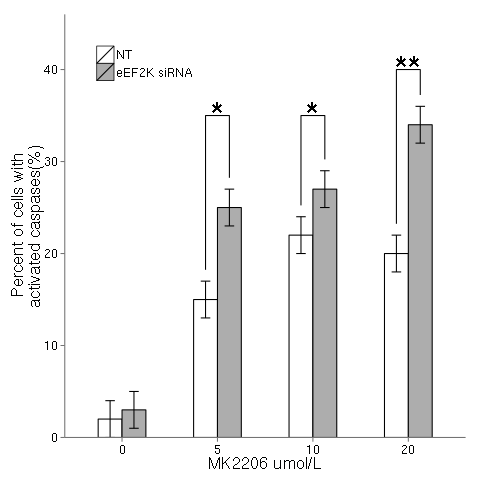 NT
eEF2K siRNA
**
*
*
40
30
20
10
0
Percent of cells with
activated caspases(%)
0
5
10
20
MK2206 umol/L